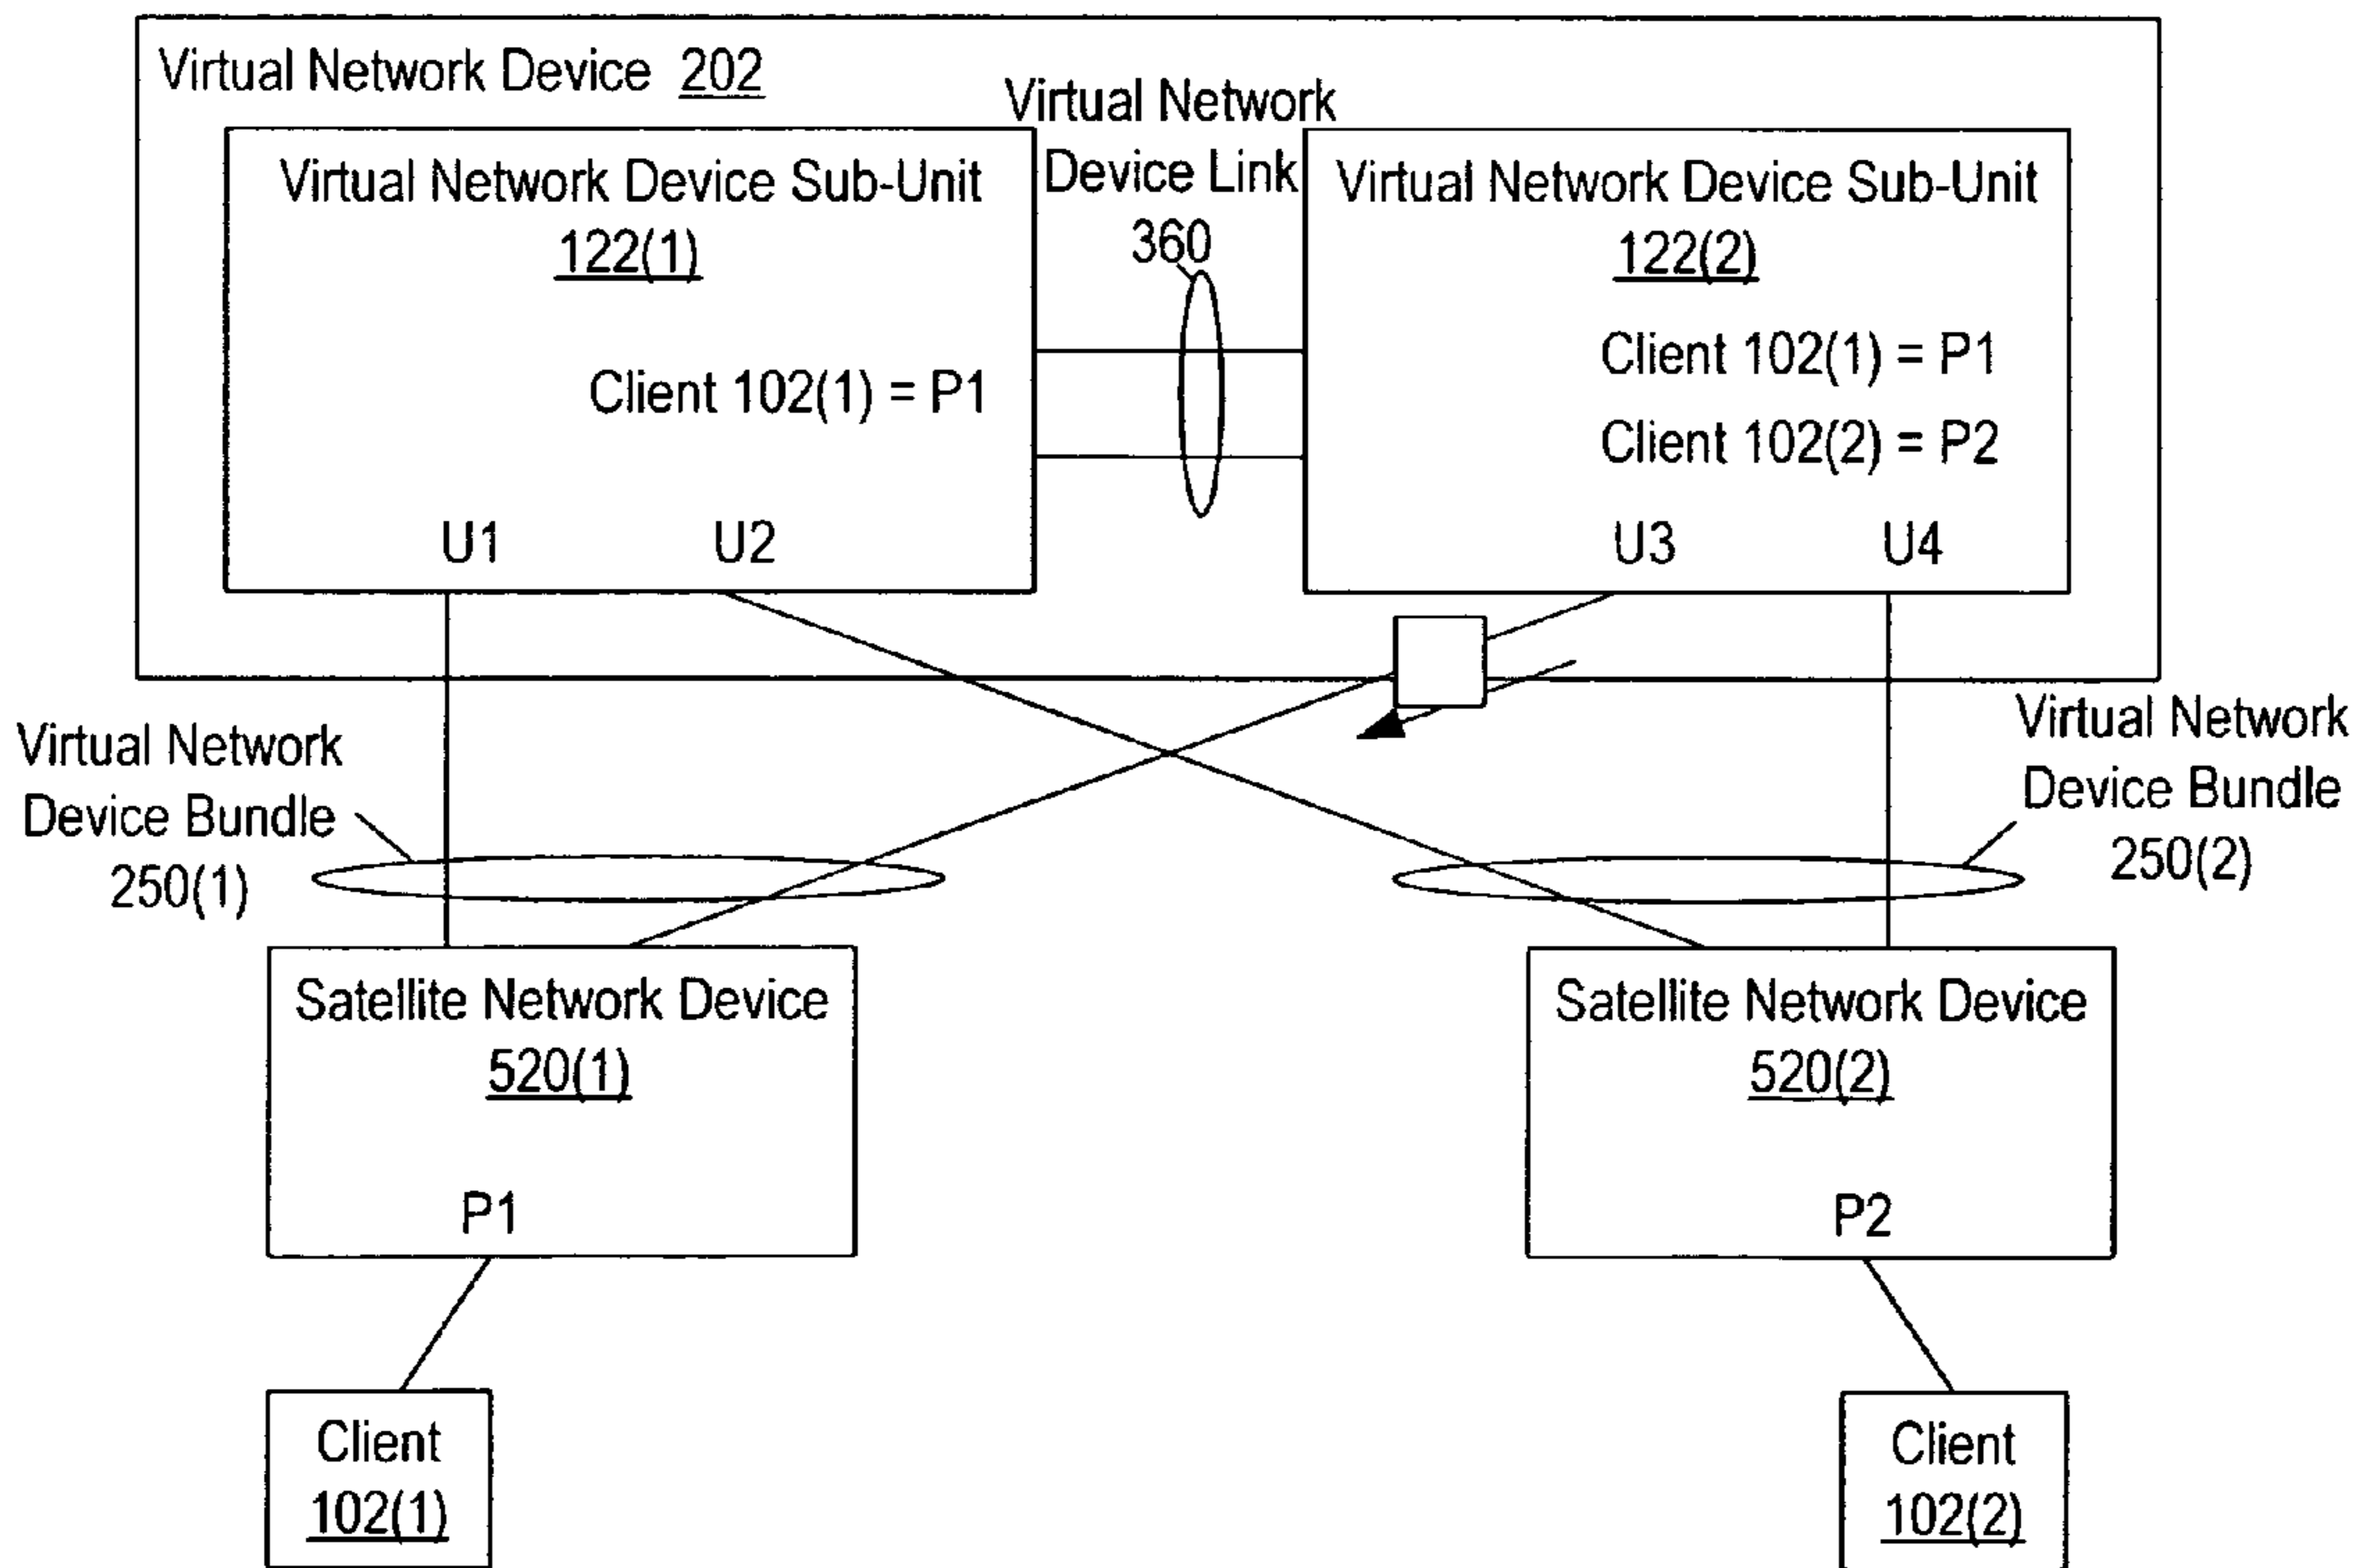 Virtual Network Device 202
Virtual Network
Device Link
360
Virtual Network Device Sub-Unit
122(1)
Client 102(1) = P1
U1 U2
Virtual Network Device Sub-Unit
122(2)
Client 102(1) = P1
Client 102(2) = P2
U3 U4
Virtual Network
Device Bundle
250(1)
Virtual Network
Device Bundle
250(2)
Satellite Network Device
520(1)
P1
Satellite Network Device
520(2)
P2
Client
102(1)
Client
102(2)